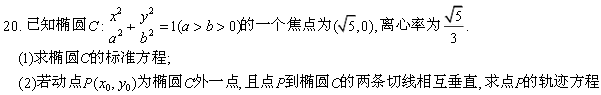 20. 已知椭圆C: x²/a² + y²/b² = 1(a > b > 0)的一个焦点为(√5,0), 离心率为√5/3.
(1)求椭圆C的标准方程;
(2)若动点P(x₀, y₀)为椭圆C外一点, 且点P到椭圆C的两条切线相互垂直, 求点P的轨迹方程